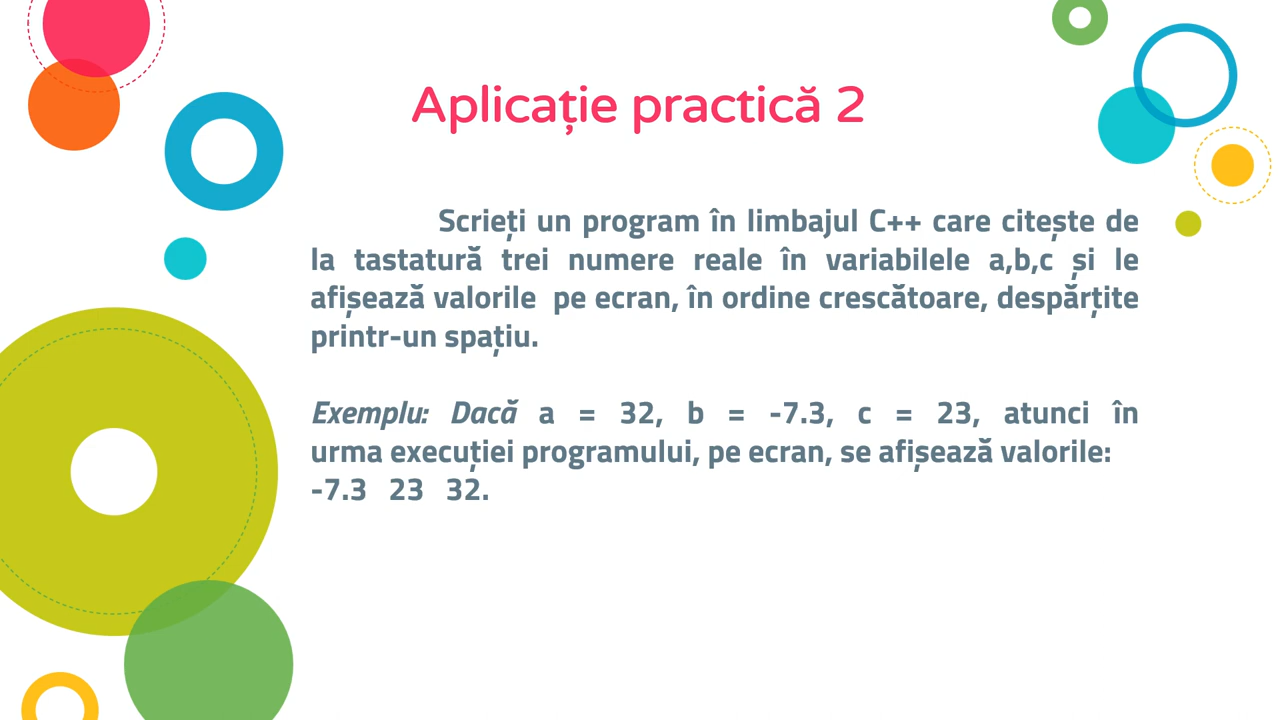 Aplicație practică 2
Scrieți un program în limbajul C++ care citește de
la tastatură trei numere reale în variabilele a,b,c și le
afișează valorile pe ecran, în ordine crescătoare, despărțite
printr-un spațiu.
Exemplu: Dacă a = 32, b = -7.3, c = 23, atunci în
urma execuției programului, pe ecran, se afișează valorile:
-7.3 23 32.